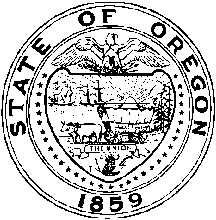 STATE OF OREGON
THE UNION
1859